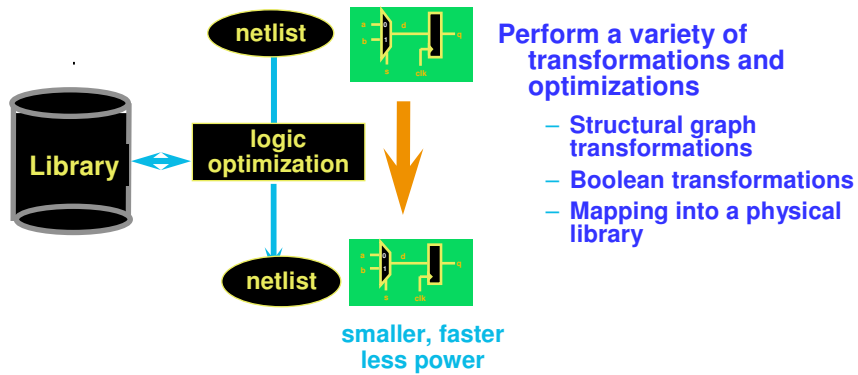 netlist
a
b
0
1
s
d
clk
q
Library
logic
optimization
netlist
a
b
0
1
s
d
clk
q
smaller, faster
less power
Perform a variety of
transformations and
optimizations
– Structural graph
transformations
– Boolean transformations
– Mapping into a physical
library